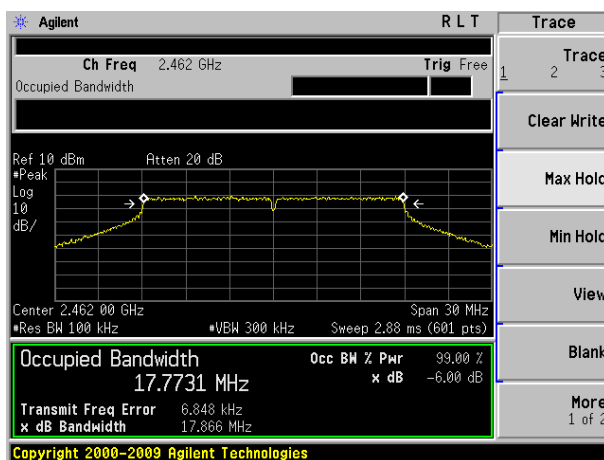 Agilent R L T Trace
Ch Freq 2.462 GHz Trig Free
Occupied Bandwidth
Trace
1 2 3
Clear Write
Max Hold
Min Hold
View
Blank
More
1 of 2
Ref 10 dBm Atten 20 dB
#Peak
Log
10
dB/
Center 2.462 00 GHz Span 30 MHz
#Res BW 100 kHz #VBW 300 kHz Sweep 2.88 ms (601 pts)
Occupied Bandwidth Occ BW % Pwr 99.00 %
17.7731 MHz x dB -6.00 dB
Transmit Freq Error 6.848 kHz
x dB Bandwidth 17.866 MHz
Copyright 2000-2009 Agilent Technologies